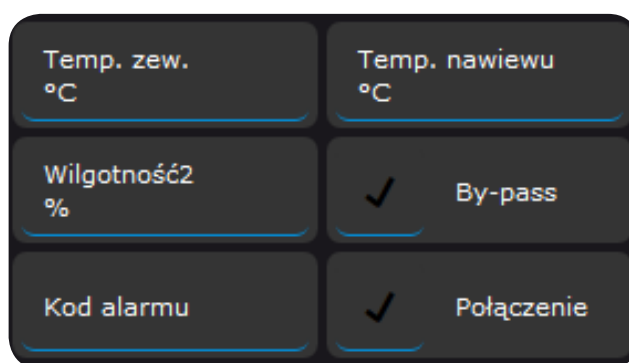 Temp. zew.
°C
Temp. nawiewu
°C
Wilgotność2
%
By-pass
Kod alarmu
Połączenie